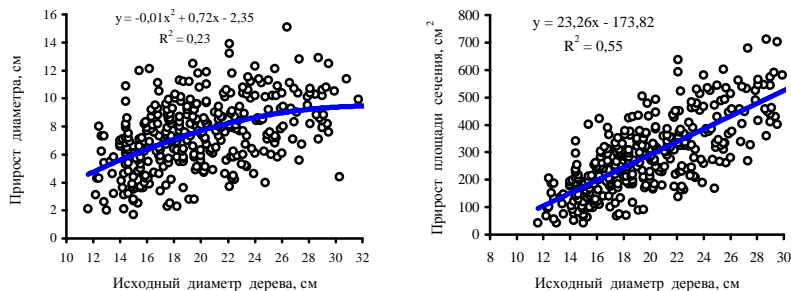 y = -0,01x² + 0,72x - 2,35
R² = 0,23
16
14
12
10
8
6
4
2
0
Прирост диаметра, см
10 12 14 16 18 20 22 24 26 28 30 32
Исходный диаметр дерева, см
y = 23,26x - 173,82
R² = 0,55
800
700
600
500
400
300
200
100
0
Прирост площади сечения, см²
8 10 12 14 16 18 20 22 24 26 28 30
Исходный диаметр дерева, см